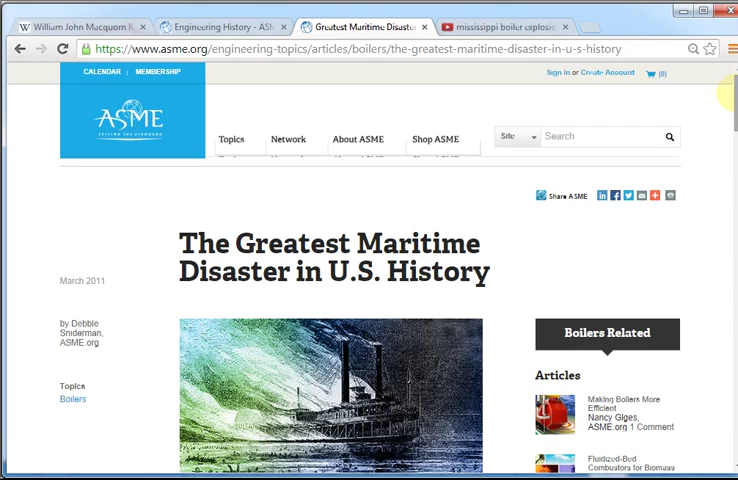 William John Macquorn R
Engineering History - ASM
Greatest Maritime Disaster
mississippi boiler explosio
https://www.asme.org/engineering-topics/articles/boilers/the-greatest-maritime-disaster-in-u-s-history
CALENDAR | MEMBERSHIP
Sign In or Create Account (0)
ASME
SETTING THE STANDARD
Topics Network About ASME Shop ASME
Site Search
Share ASME
The Greatest Maritime
Disaster in U.S. History
March 2011
by Debbie
Sniderman,
ASME.org
Topics
Boilers
Boilers Related
Articles
Making Boilers More
Efficient
Nancy Giges,
ASME.org 1 Comment
Fluidized-Bed
Combustors for Biomass